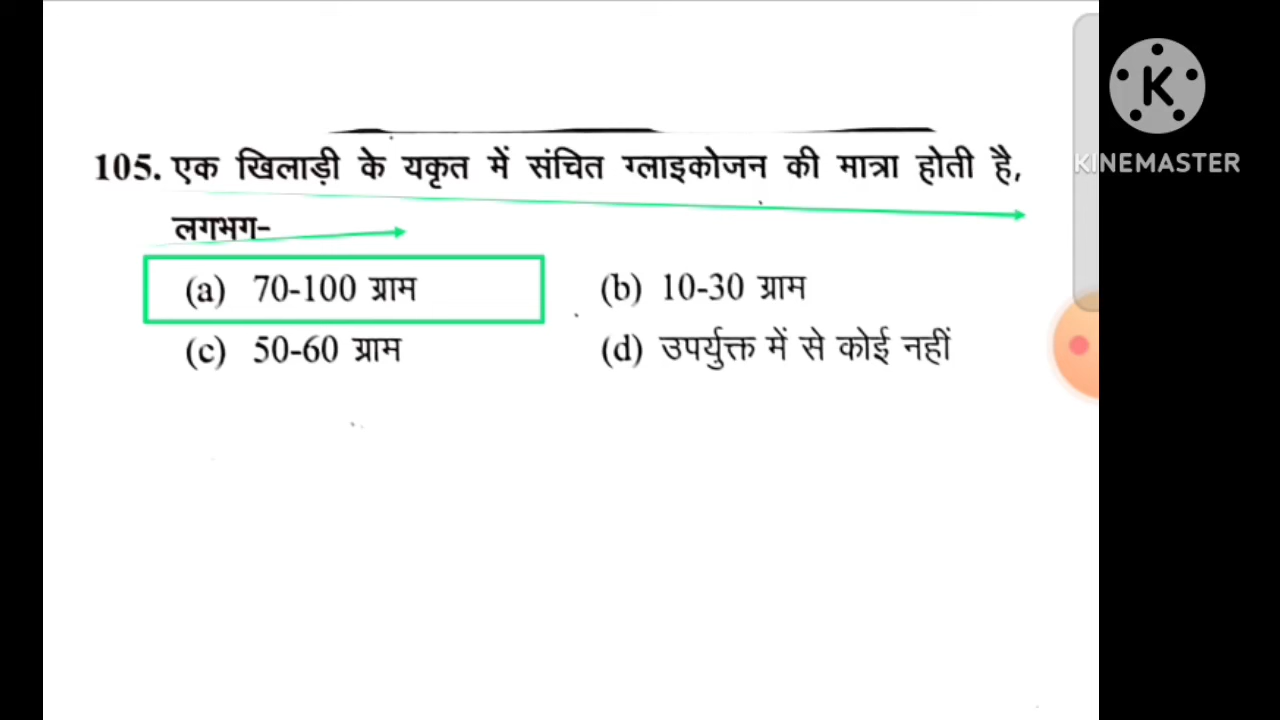 105. एक खिलाड़ी के यकृत में संचित ग्लाइकोजन की मात्रा होती है,
लगभग-
(a) 70-100 ग्राम (b) 10-30 ग्राम
(c) 50-60 ग्राम (d) उपर्युक्त में से कोई नहीं
K
KINEMASTER